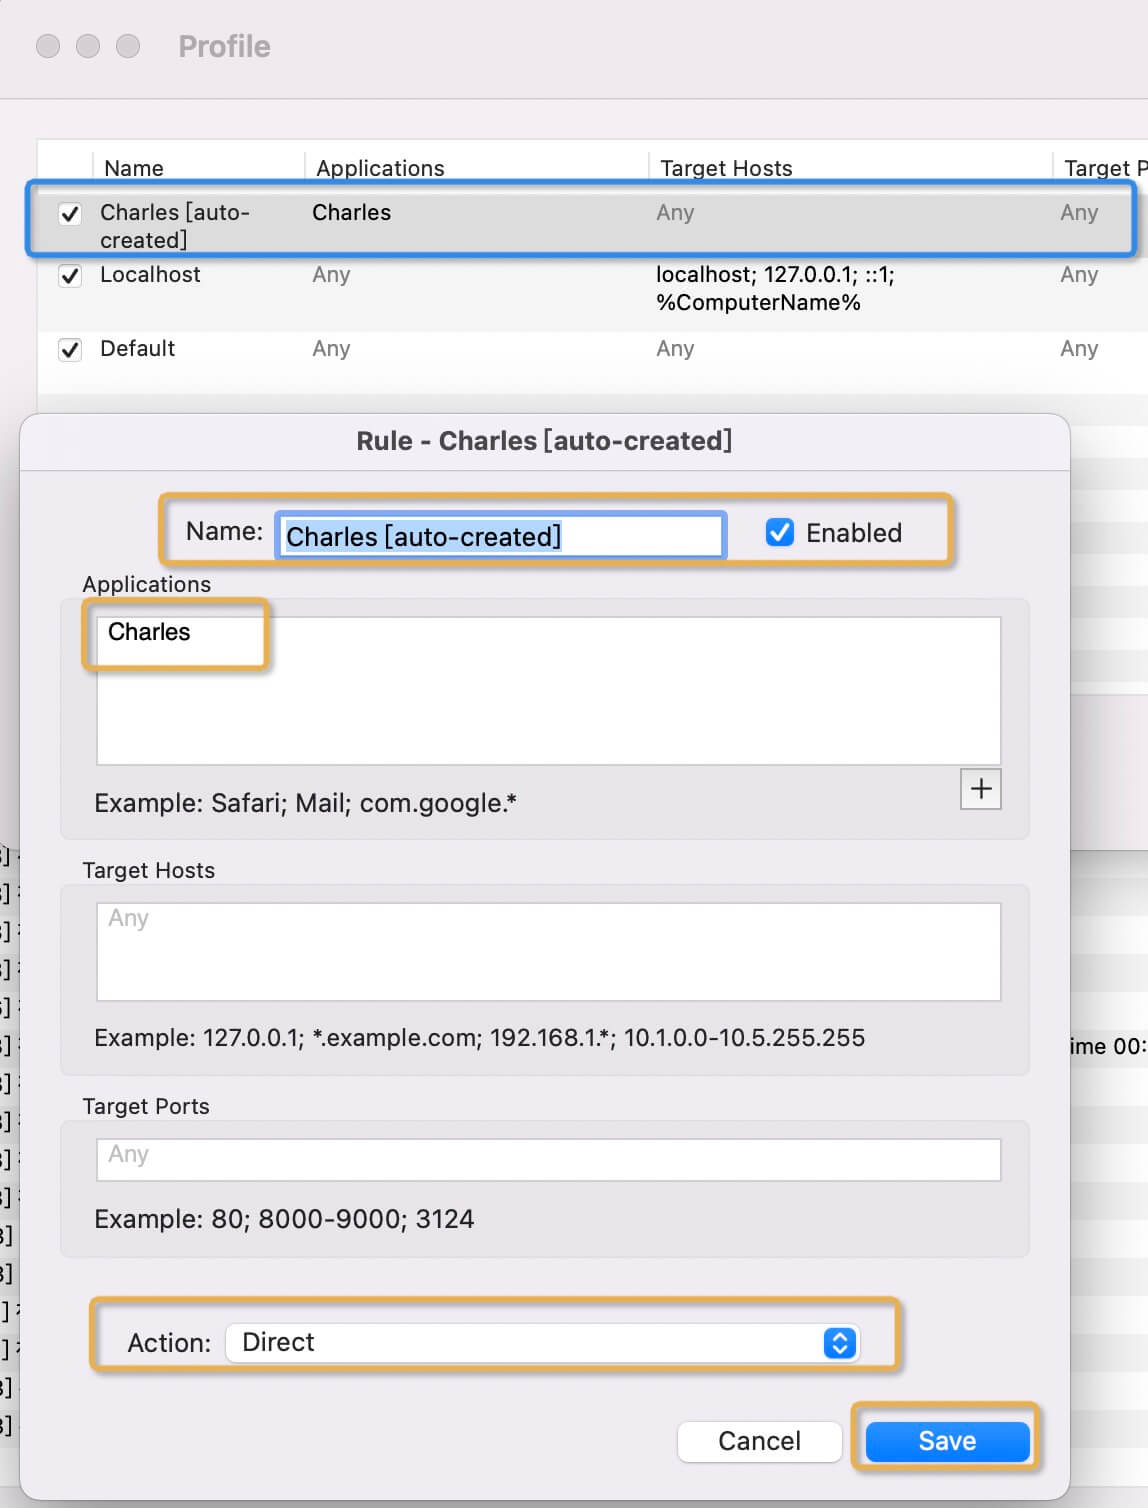 Profile
Name Applications Target Hosts Target P
Charles [auto-created] Charles Any Any
Localhost Any localhost; 127.0.0.1; ::1; %ComputerName% Any
Default Any Any Any
Rule - Charles [auto-created]
Name: Charles [auto-created] Enabled
Applications
Charles
Example: Safari; Mail; com.google.*
+
Target Hosts
Any
Example: 127.0.0.1; *.example.com; 192.168.1.*; 10.1.0.0-10.5.255.255
ime 00:
Target Ports
Any
Example: 80; 8000-9000; 3124
Action: Direct
Cancel Save